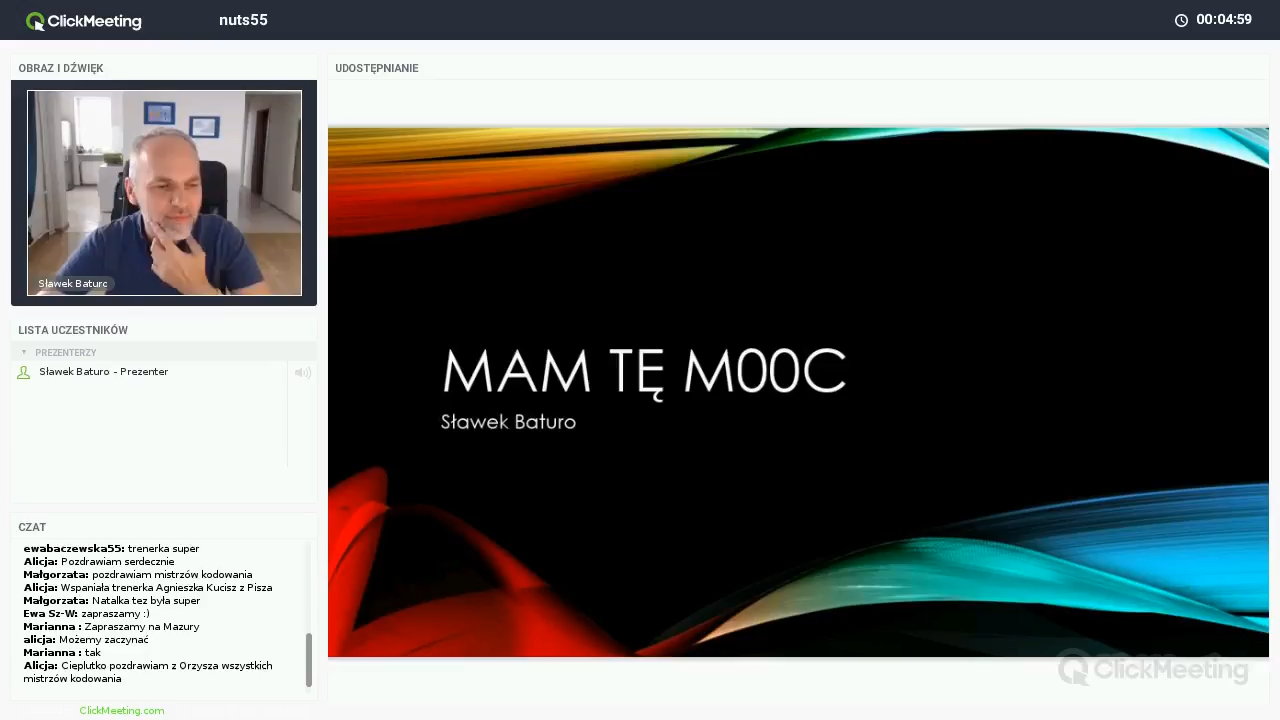 ClickMeeting
nuts55
00:04:59
OBRAZ I DŹWIĘK
Sławek Baturo
LISTA UCZESTNIKÓW
PREZENTERZY
Sławek Baturo - Prezenter
CZAT
ewabaczewska55: trenerka super
Alicja: Pozdrawiam serdecznie
Małgorzata: pozdrawiam mistrzów kodowania
Alicja: Wspaniała trenerka Agnieszka Kucisz z Pisza
Małgorzata: Natalka tez była super
Ewa Sz-W: zapraszamy :)
Marianna : Zapraszamy na Mazury
alicja: Możemy zaczynać
Marianna : tak
Alicja: Cieplutko pozdrawiam z Orzysza wszystkich
mistrzów kodowania
ClickMeeting.com
UDOSTĘPNIANIE
MAM TĘ MOOC
Sławek Baturo
ClickMeeting